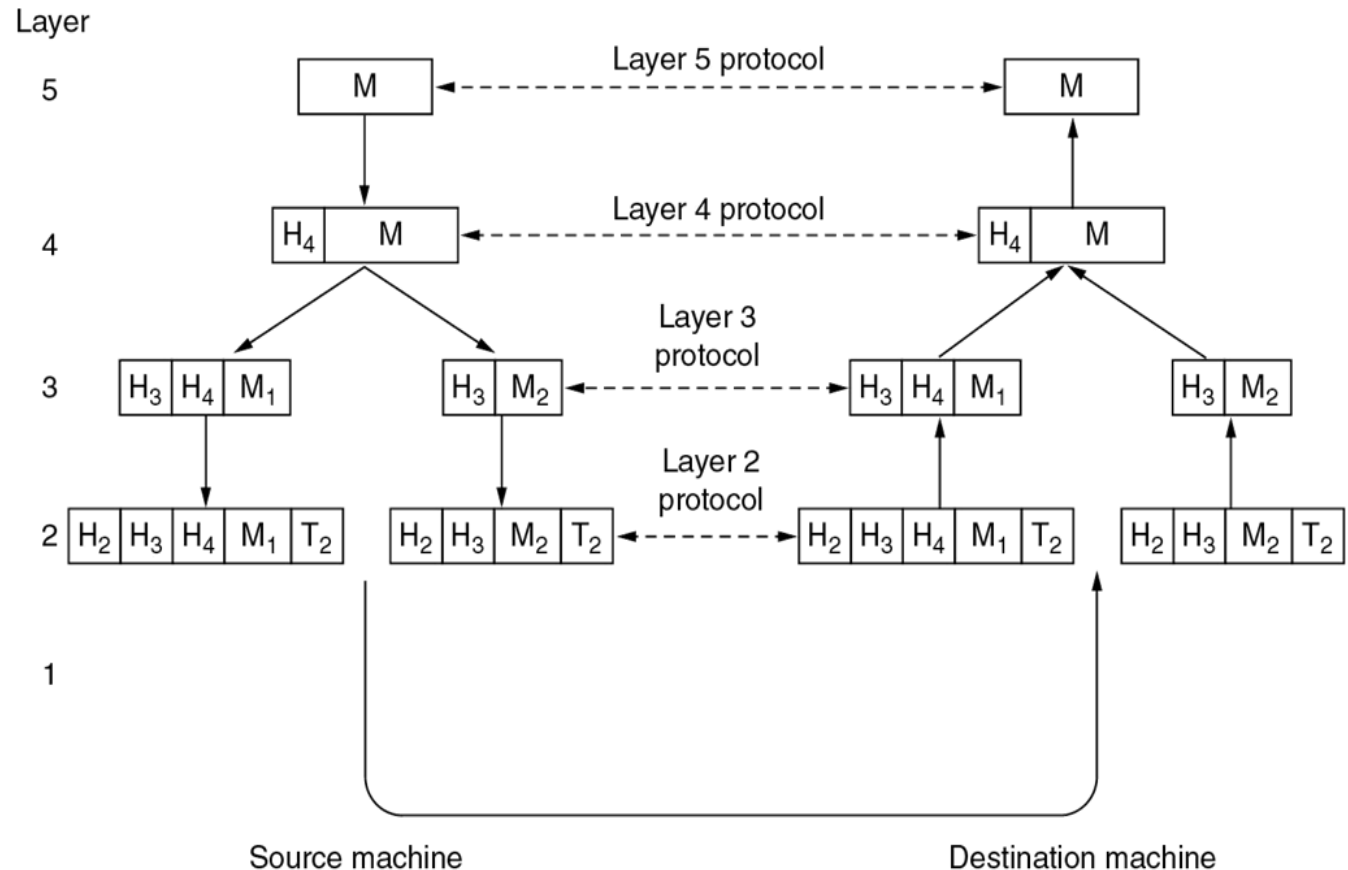 Layer
5 M Layer 5 protocol M
4 H₄ M Layer 4 protocol H₄ M
Layer 3
protocol
3 H₃ H₄ M₁ H₃ M₂ H₃ H₄ M₁ H₃ M₂
Layer 2
protocol
2 H₂ H₃ H₄ M₁ T₂ H₂ H₃ M₂ T₂ H₂ H₃ H₄ M₁ T₂ H₂ H₃ M₂ T₂
1
Source machine Destination machine